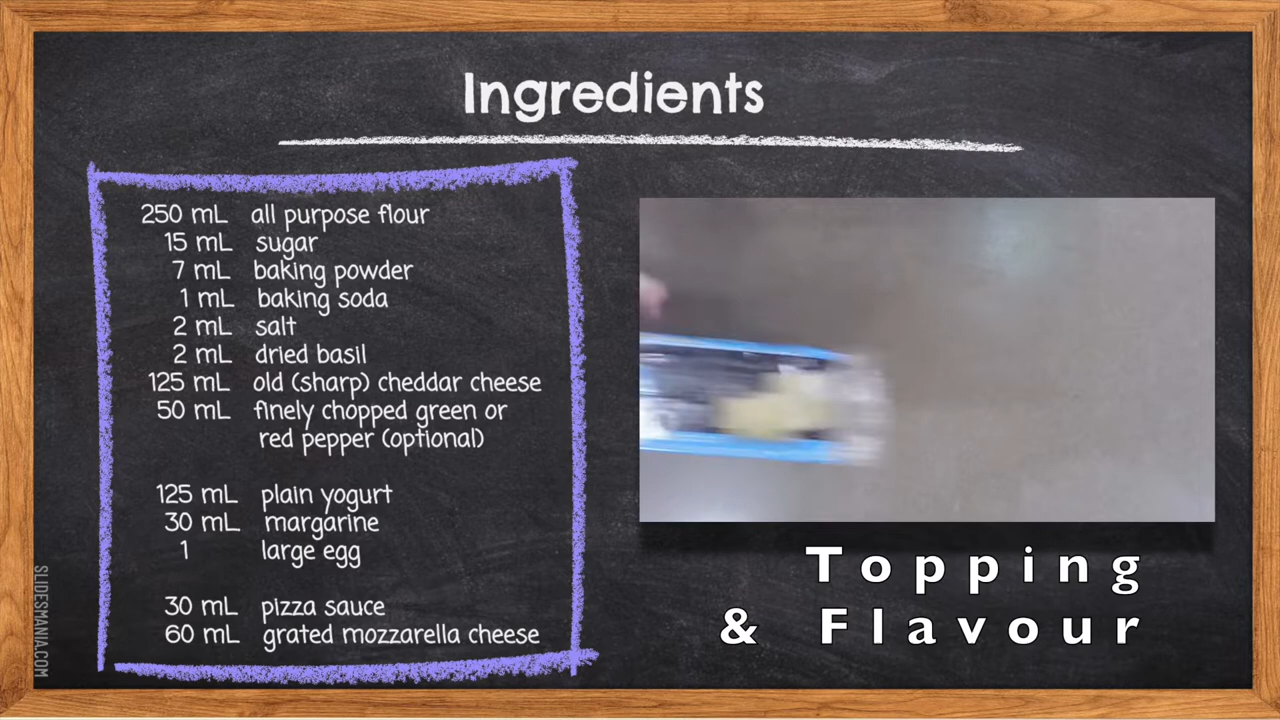 Ingredients
250 mL all purpose flour
15 mL sugar
7 mL baking powder
1 mL baking soda
2 mL salt
2 mL dried basil
125 mL old (sharp) cheddar cheese
50 mL finely chopped green or
red pepper (optional)
125 mL plain yogurt
30 mL margarine
1 large egg
30 mL pizza sauce
60 mL grated mozzarella cheese
Topping
& Flavour
SLIDESMANIA.COM